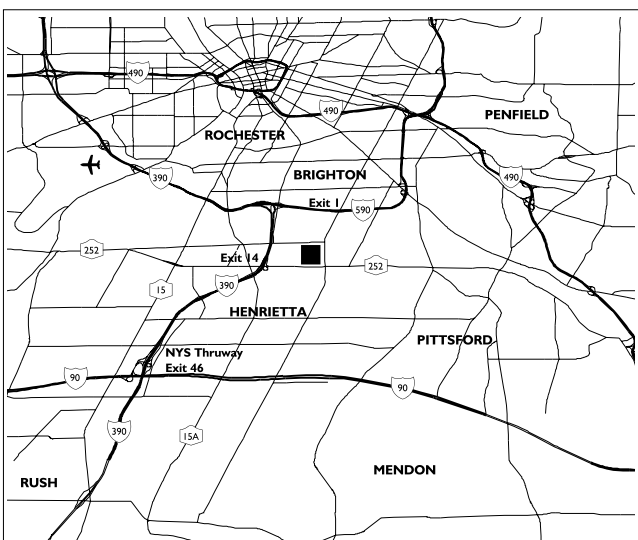 490
490
PENFIELD
ROCHESTER
BRIGHTON
390
490
Exit 1
590
252
Exit 14
252
390
15
HENRIETTA
PITTSFORD
NYS Thruway
Exit 46
90
90
390
15A
MENDON
RUSH